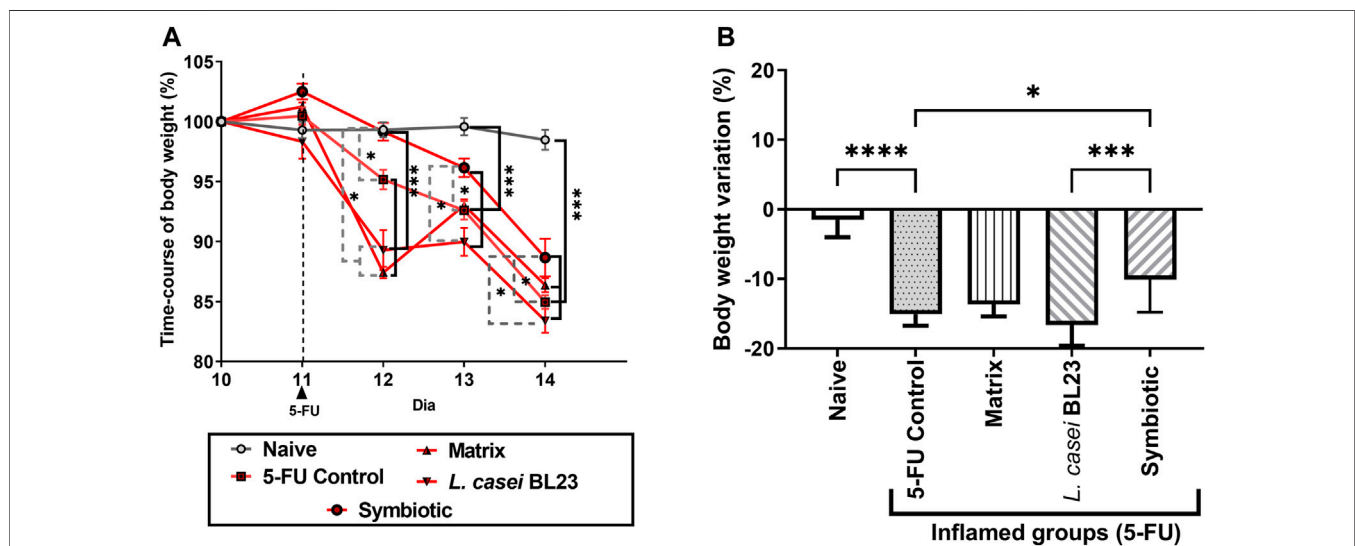 A
Time-course of body weight (%)
105
100
95
90
85
80
10 11 12 13 14
5-FU
Dia
*
*
***
*
*
***
*
*
***
Naive
Matrix
5-FU Control
L. casei BL23
Symbiotic
B
Body weight variation (%)
20
10
0
-10
-20
*
****
***
Naive
5-FU Control
Matrix
L. casei BL23
Symbiotic
Inflamed groups (5-FU)